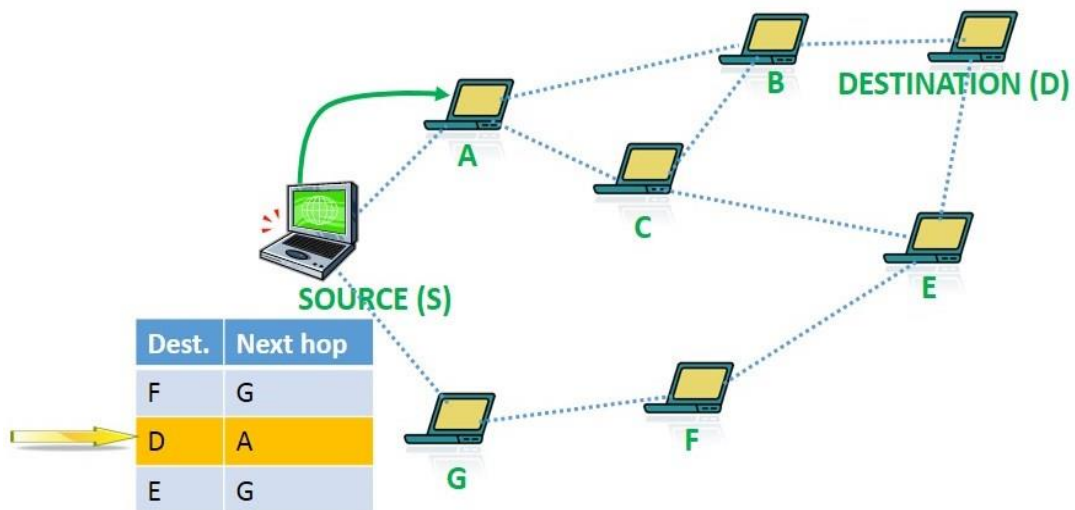 B
DESTINATION (D)
A
C
SOURCE (S)
E
Dest. Next hop
F G
D A
E G
G
F